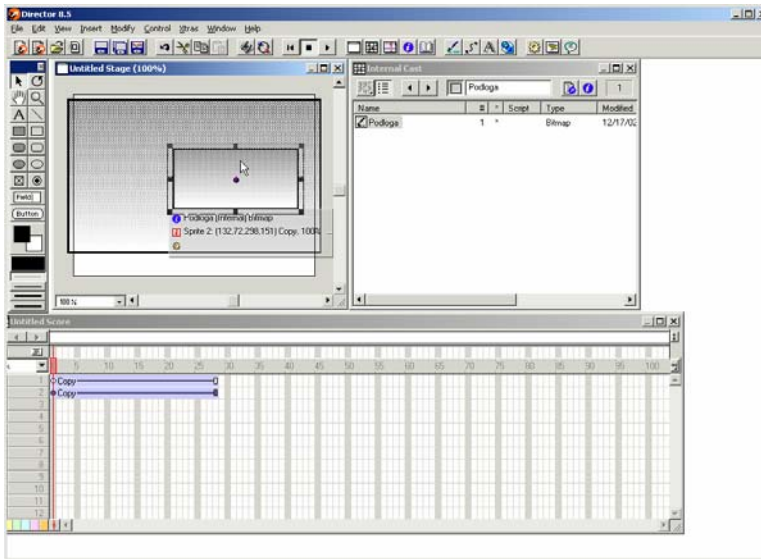 Director 8.5
File Edit View Insert Modify Control Xtras Window Help
Untitled Stage (100%)
Internal Cast
Podloga
1
Name # * Script Type Modified
Podloga 1 * Bitmap 12/17/02
Field
Button
Podloga (Internal) Bitmap
Sprite 2: (132,72,298,151) Copy, 100%
100%
Untitled Score
5 10 15 20 25 30 35 40 45 50 55 60 65 70 75 80 85 90 95 100
1 Copy
2 Copy
3
4
5
6
7
8
9
10
11
12